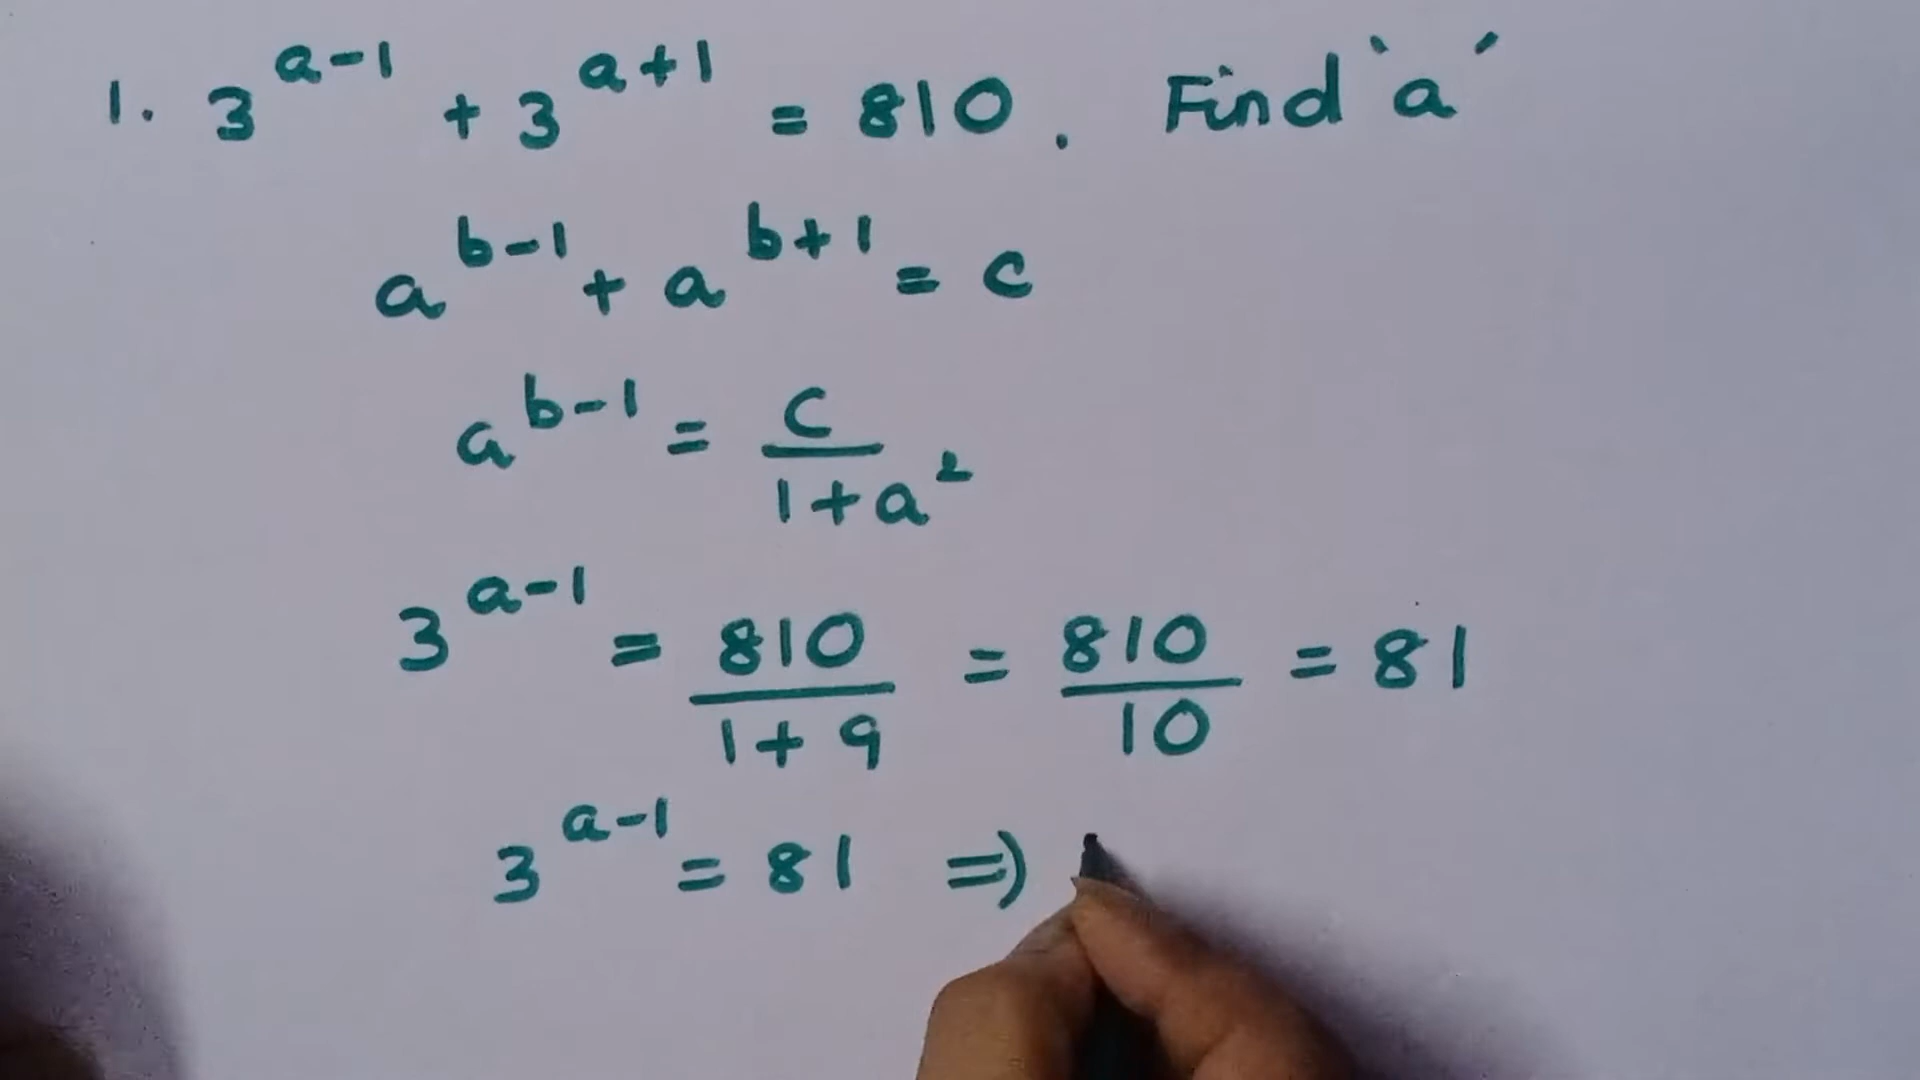 1. 3^(a-1) + 3^(a+1) = 810. Find 'a'
a^(b-1) + a^(b+1) = c
a^(b-1) = c/(1+a²)
3^(a-1) = 810/(1+9) = 810/10 = 81
3^(a-1) = 81 ⇒